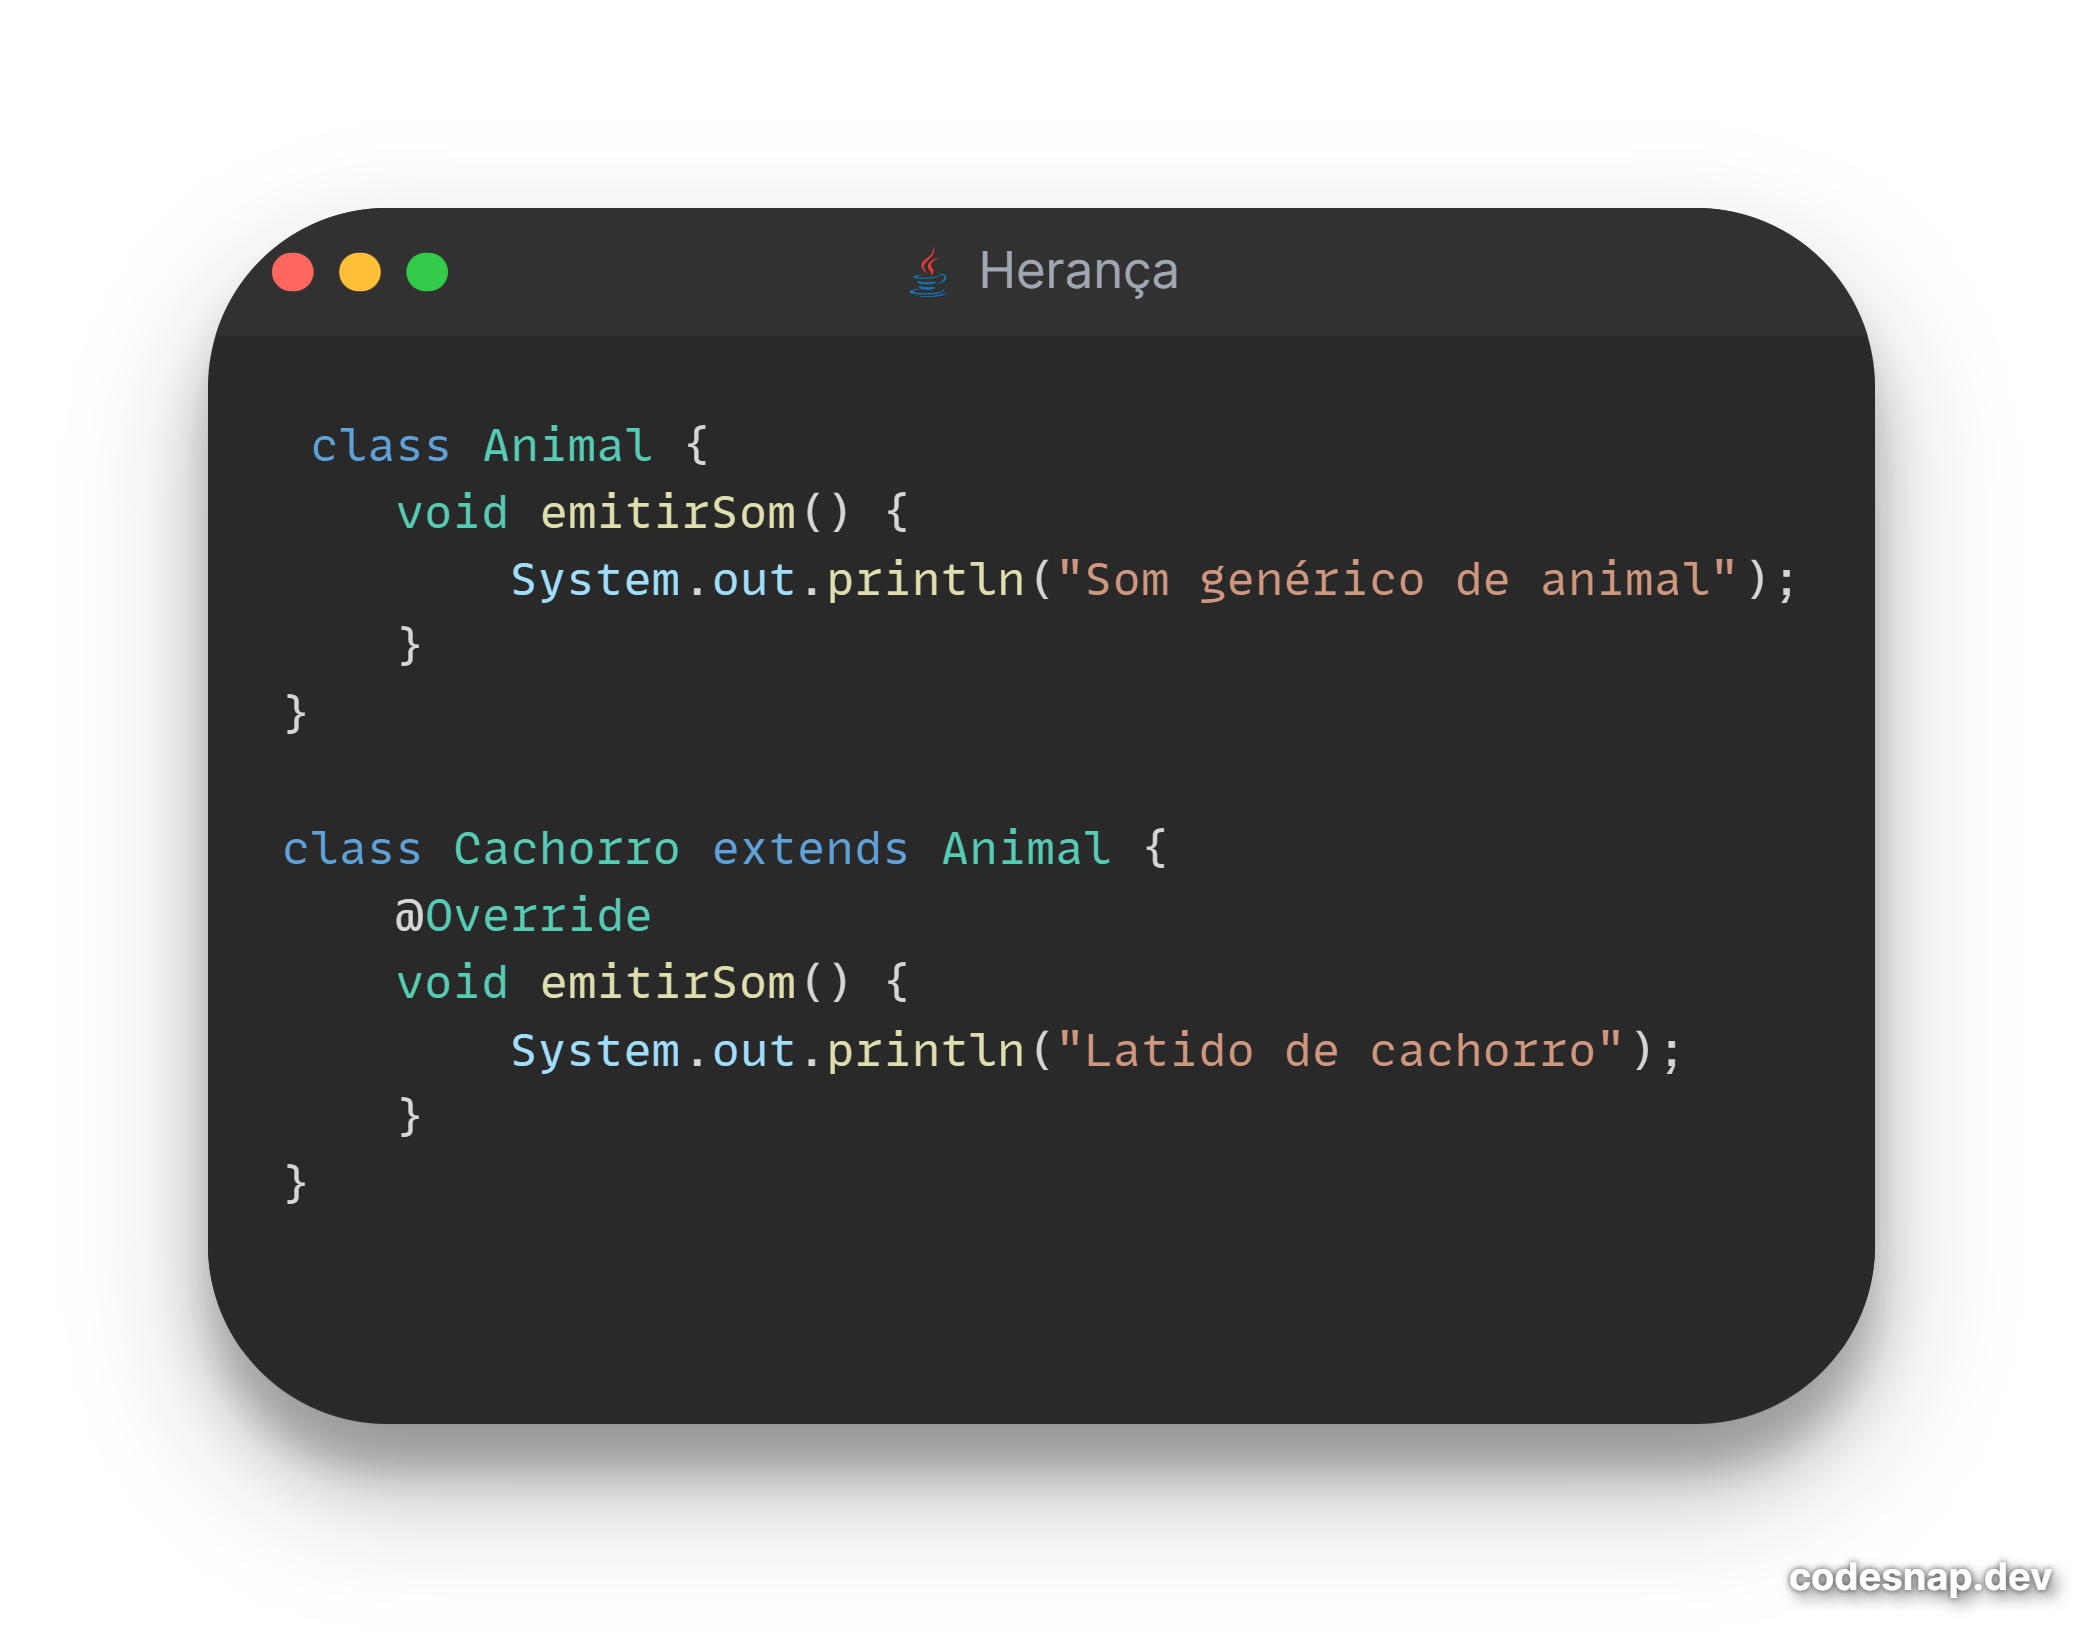 Herança
class Animal {
void emitirSom() {
System.out.println("Som genérico de animal");
}
}
class Cachorro extends Animal {
@Override
void emitirSom() {
System.out.println("Latido de cachorro");
}
}
codesnap.dev